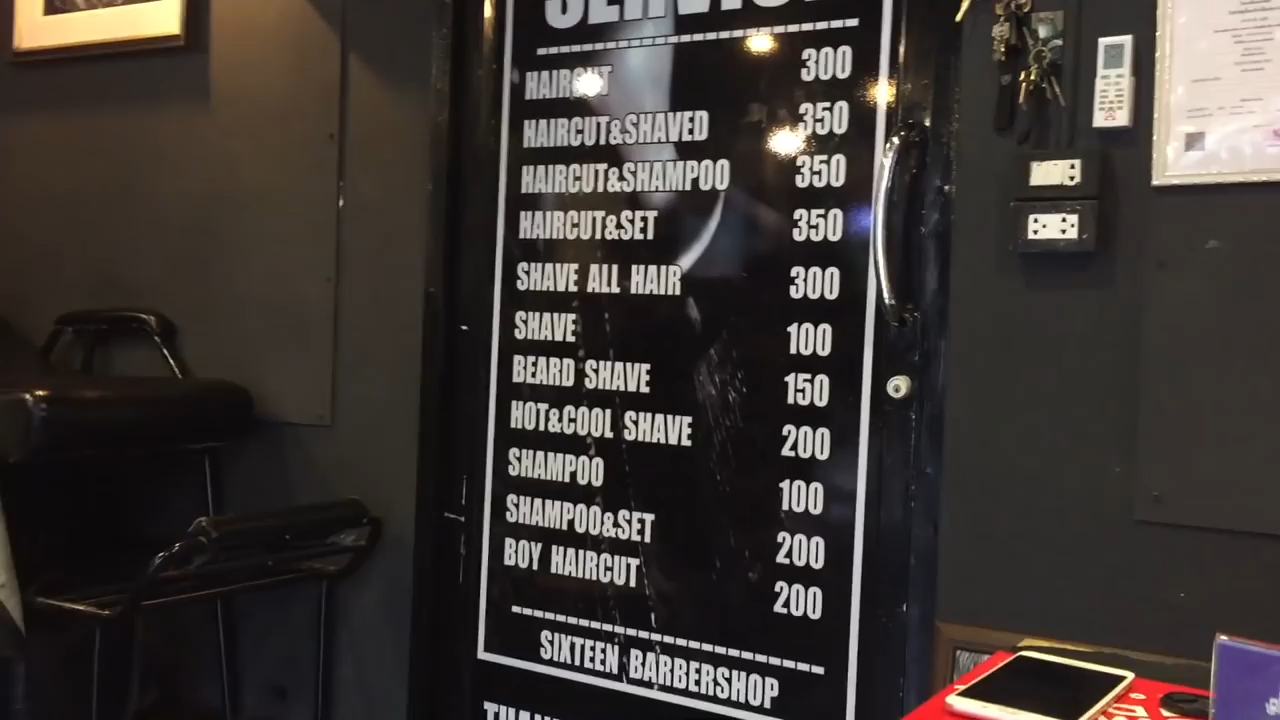 HAIRCUT 300
HAIRCUT&SHAVED 350
HAIRCUT&SHAMPOO 350
HAIRCUT&SET 350
SHAVE ALL HAIR 300
SHAVE 100
BEARD SHAVE 150
HOT&COOL SHAVE 200
SHAMPOO 100
SHAMPOO&SET 200
BOY HAIRCUT 200
SIXTEEN BARBERSHOP